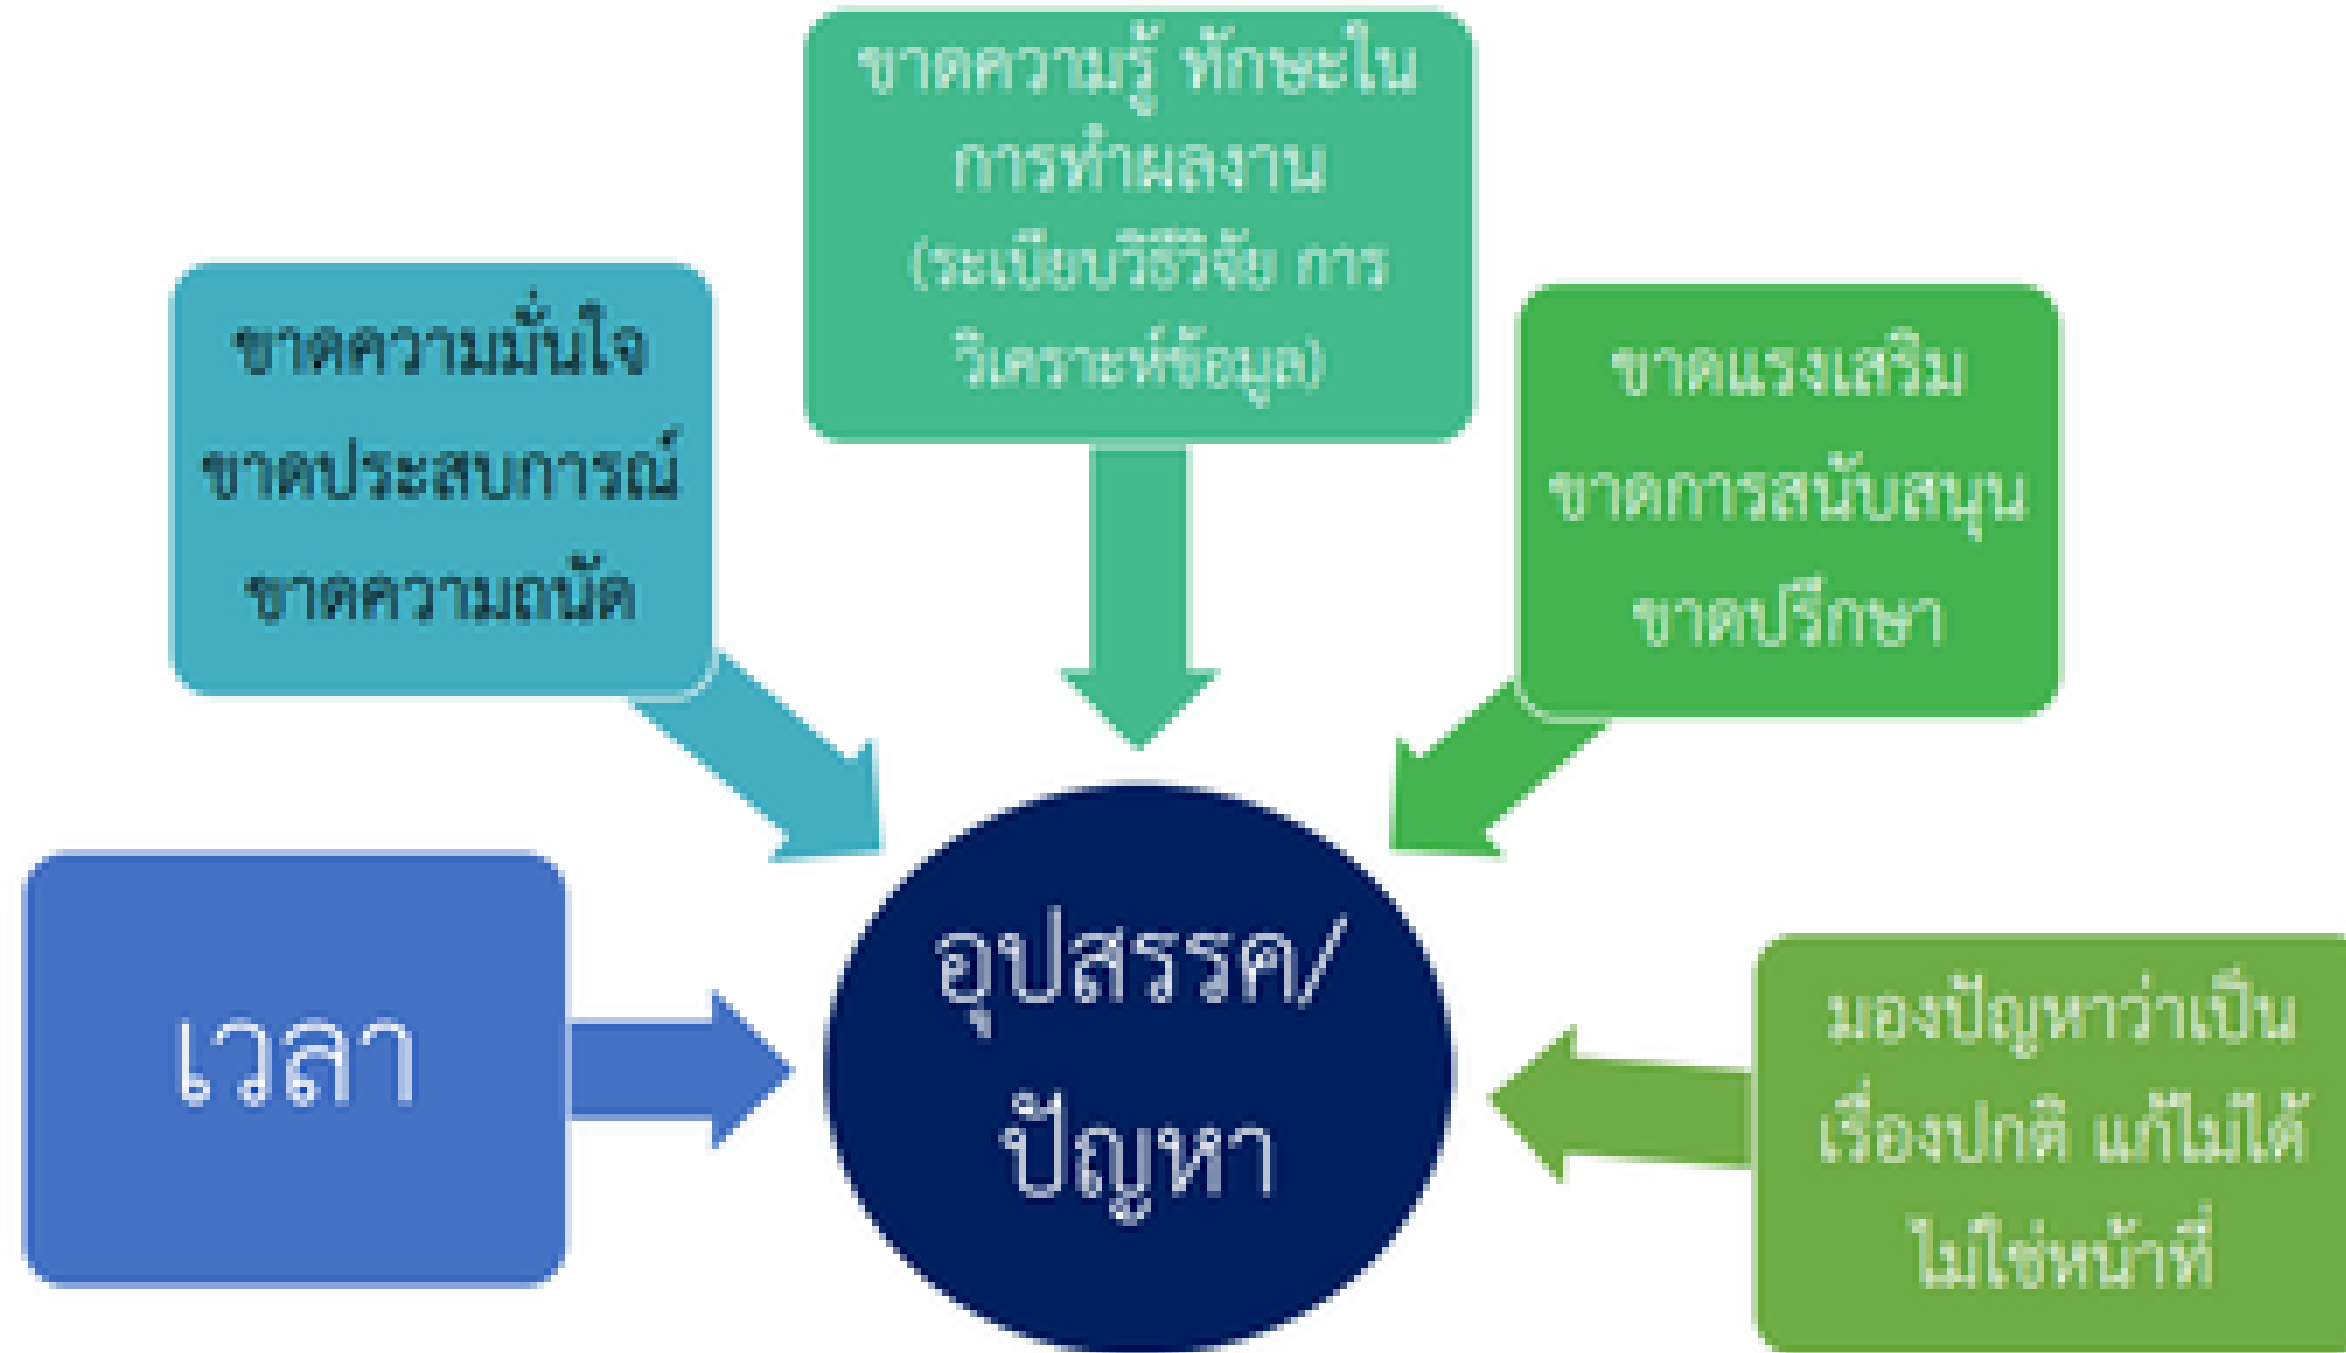 ขาดความรู้ ทักษะใน
การทำผลงาน
(ระเบียบวิธีวิจัย การ
วิเคราะห์ข้อมูล)
ขาดความมั่นใจ
ขาดประสบการณ์
ขาดความถนัด
ขาดแรงเสริม
ขาดการสนับสนุน
ขาดปรึกษา
เวลา
อุปสรรค/
ปัญหา
มองปัญหาว่าเป็น
เรื่องปกติ แก้ไม่ได้
ไม่ใช่หน้าที่